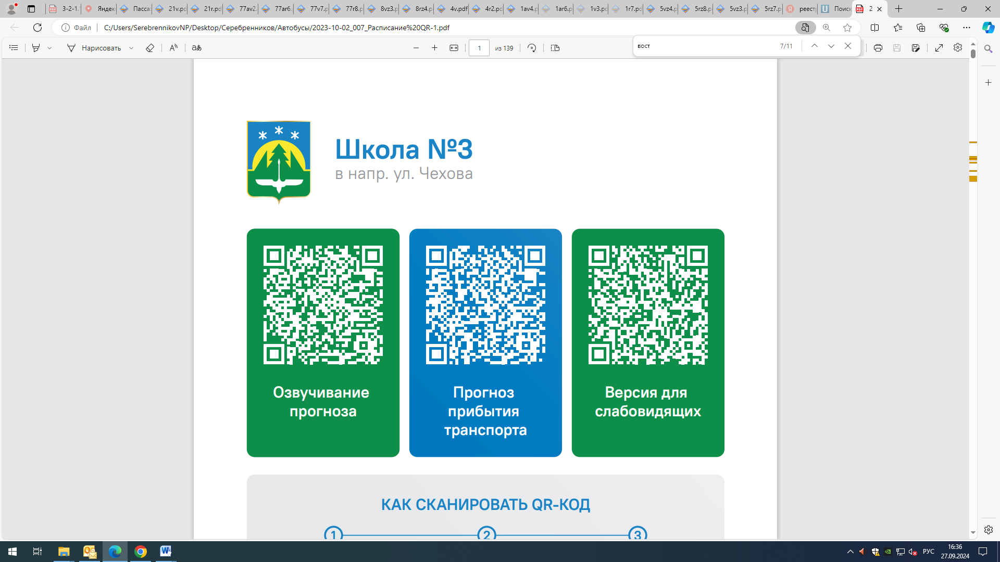 3-2-1.
Яндек
Пасса:
21v.pd
21r.pd
77av2.
77ar6.
77v7.p
77r8.p
8vz3.p
8rz4.p
4v.pdf
4r2.pd
1av4.p
1ar6.p
1v3.pd
1r7.pd
5vz4.p
5rz8.p
5vz3.p
5rz7.p
реестр
Поиск
2
Файл
C:/Users/SerebrennikovNP/Desktop/Серебренников/Автобусы/2023-10-02_007_Расписание%20QR-1.pdf
Нарисовать
1
из 139
вост
7/11
Школа №3
в напр. ул. Чехова
Озвучивание
прогноза
Прогноз
прибытия
транспорта
Версия для
слабовидящих
КАК СКАНИРОВАТЬ QR-КОД
1
2
3
РУС
16:36
27.09.2024